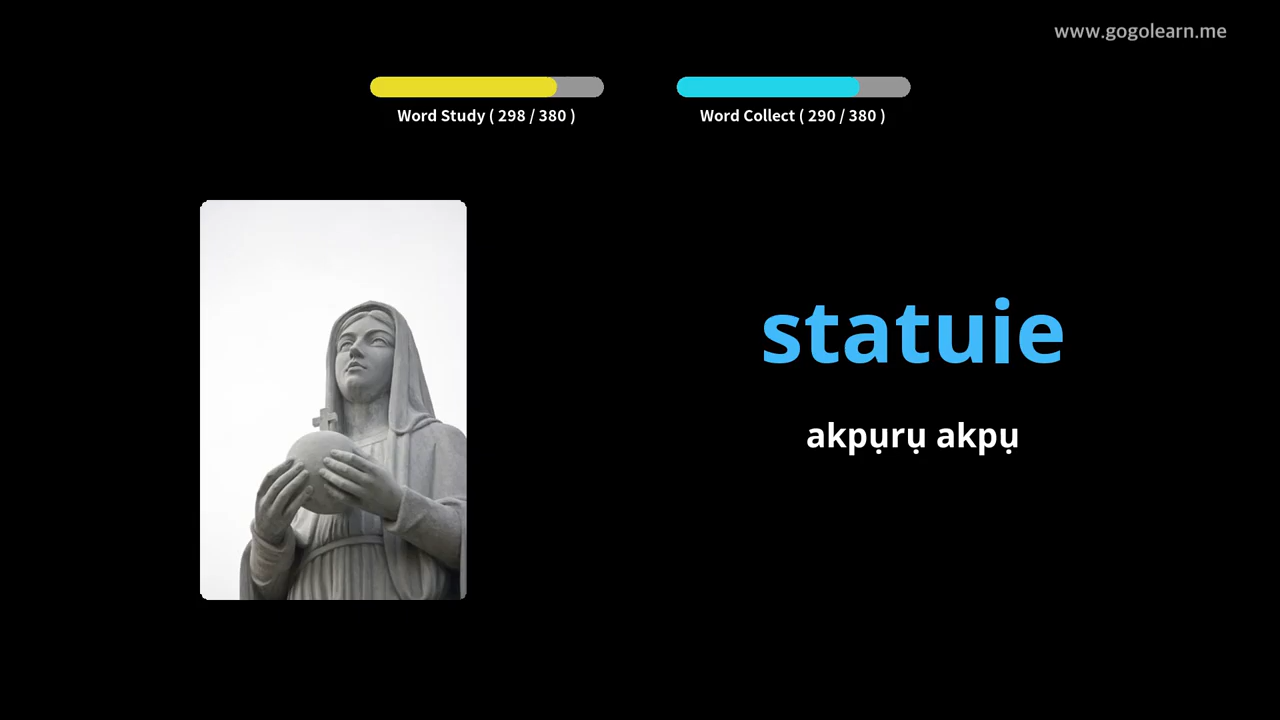 www.gogolearn.me
Word Study ( 298 / 380 )
Word Collect ( 290 / 380 )
statuie
akpụrụ akpụ